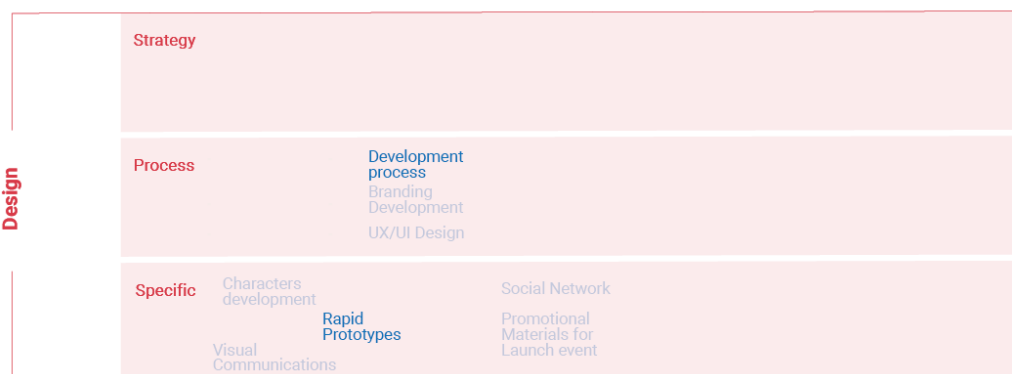 Strategy
Design
Process
Development
process
Branding
Development
UX/UI Design
Specific
Characters
development
Rapid
Prototypes
Visual
Communications
Social Network
Promotional
Materials for
Launch event